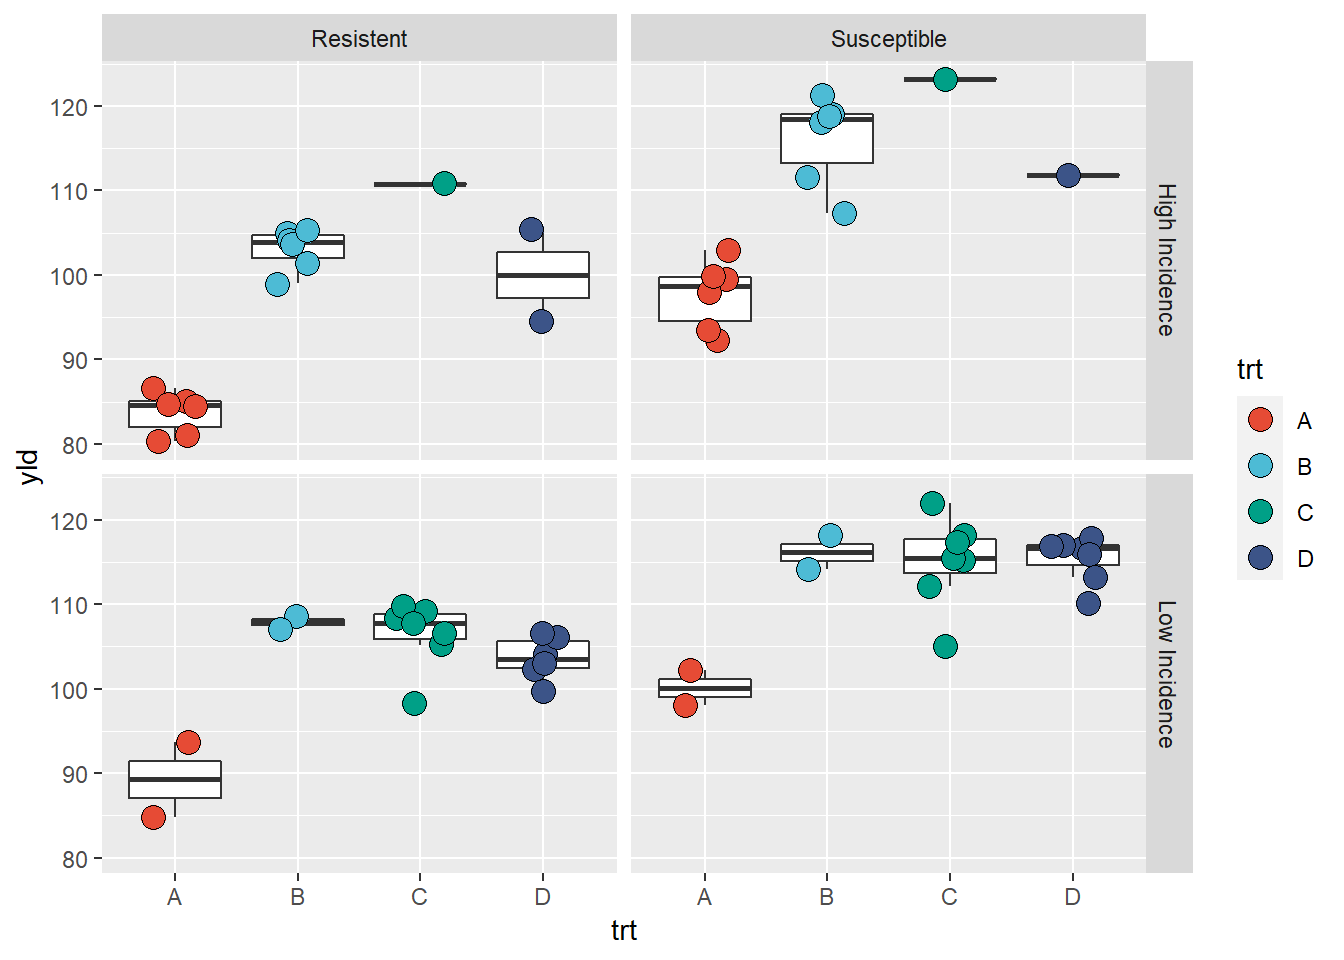 Resistent
Susceptible
120
110
100
90
80
High Incidence
120
110
100
90
80
Low Incidence
yld
A
B
C
D
A
B
C
D
trt
trt
A
B
C
D